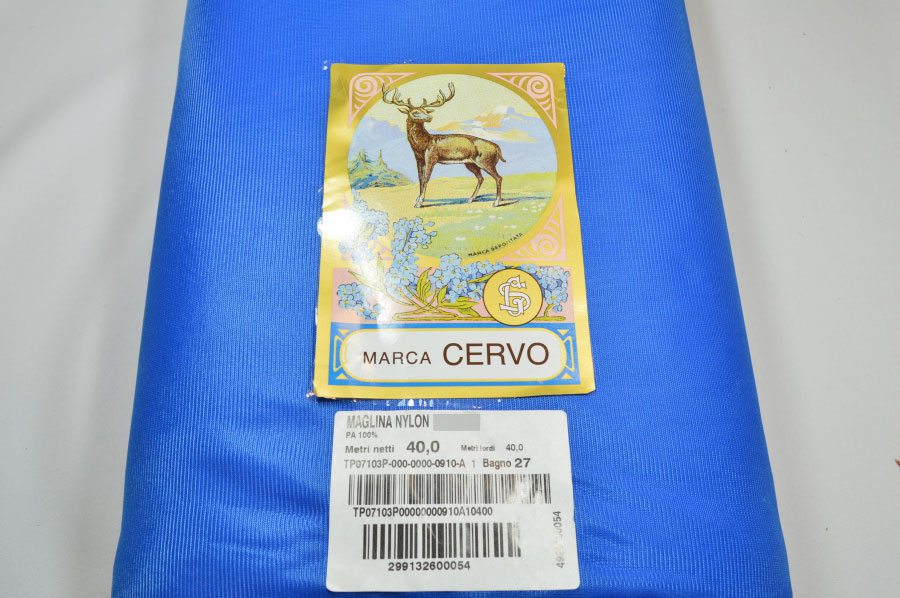 MARCA DEPOSITATA
MARCA CERVO
MAGLINA NYLON
PA 100%
Metri netti 40,0 Metri lordi 40,0
TP07103P-000-0000-0910-A 1 Bagno 27
TP07103P00000000910A10400
299132600054